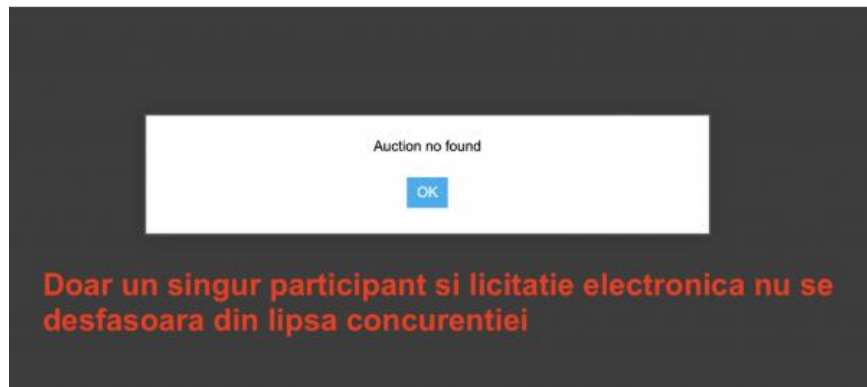 Auction no found
OK
Doar un singur participant si licitatie electronica nu se
desfasoara din lipsa concurentiei